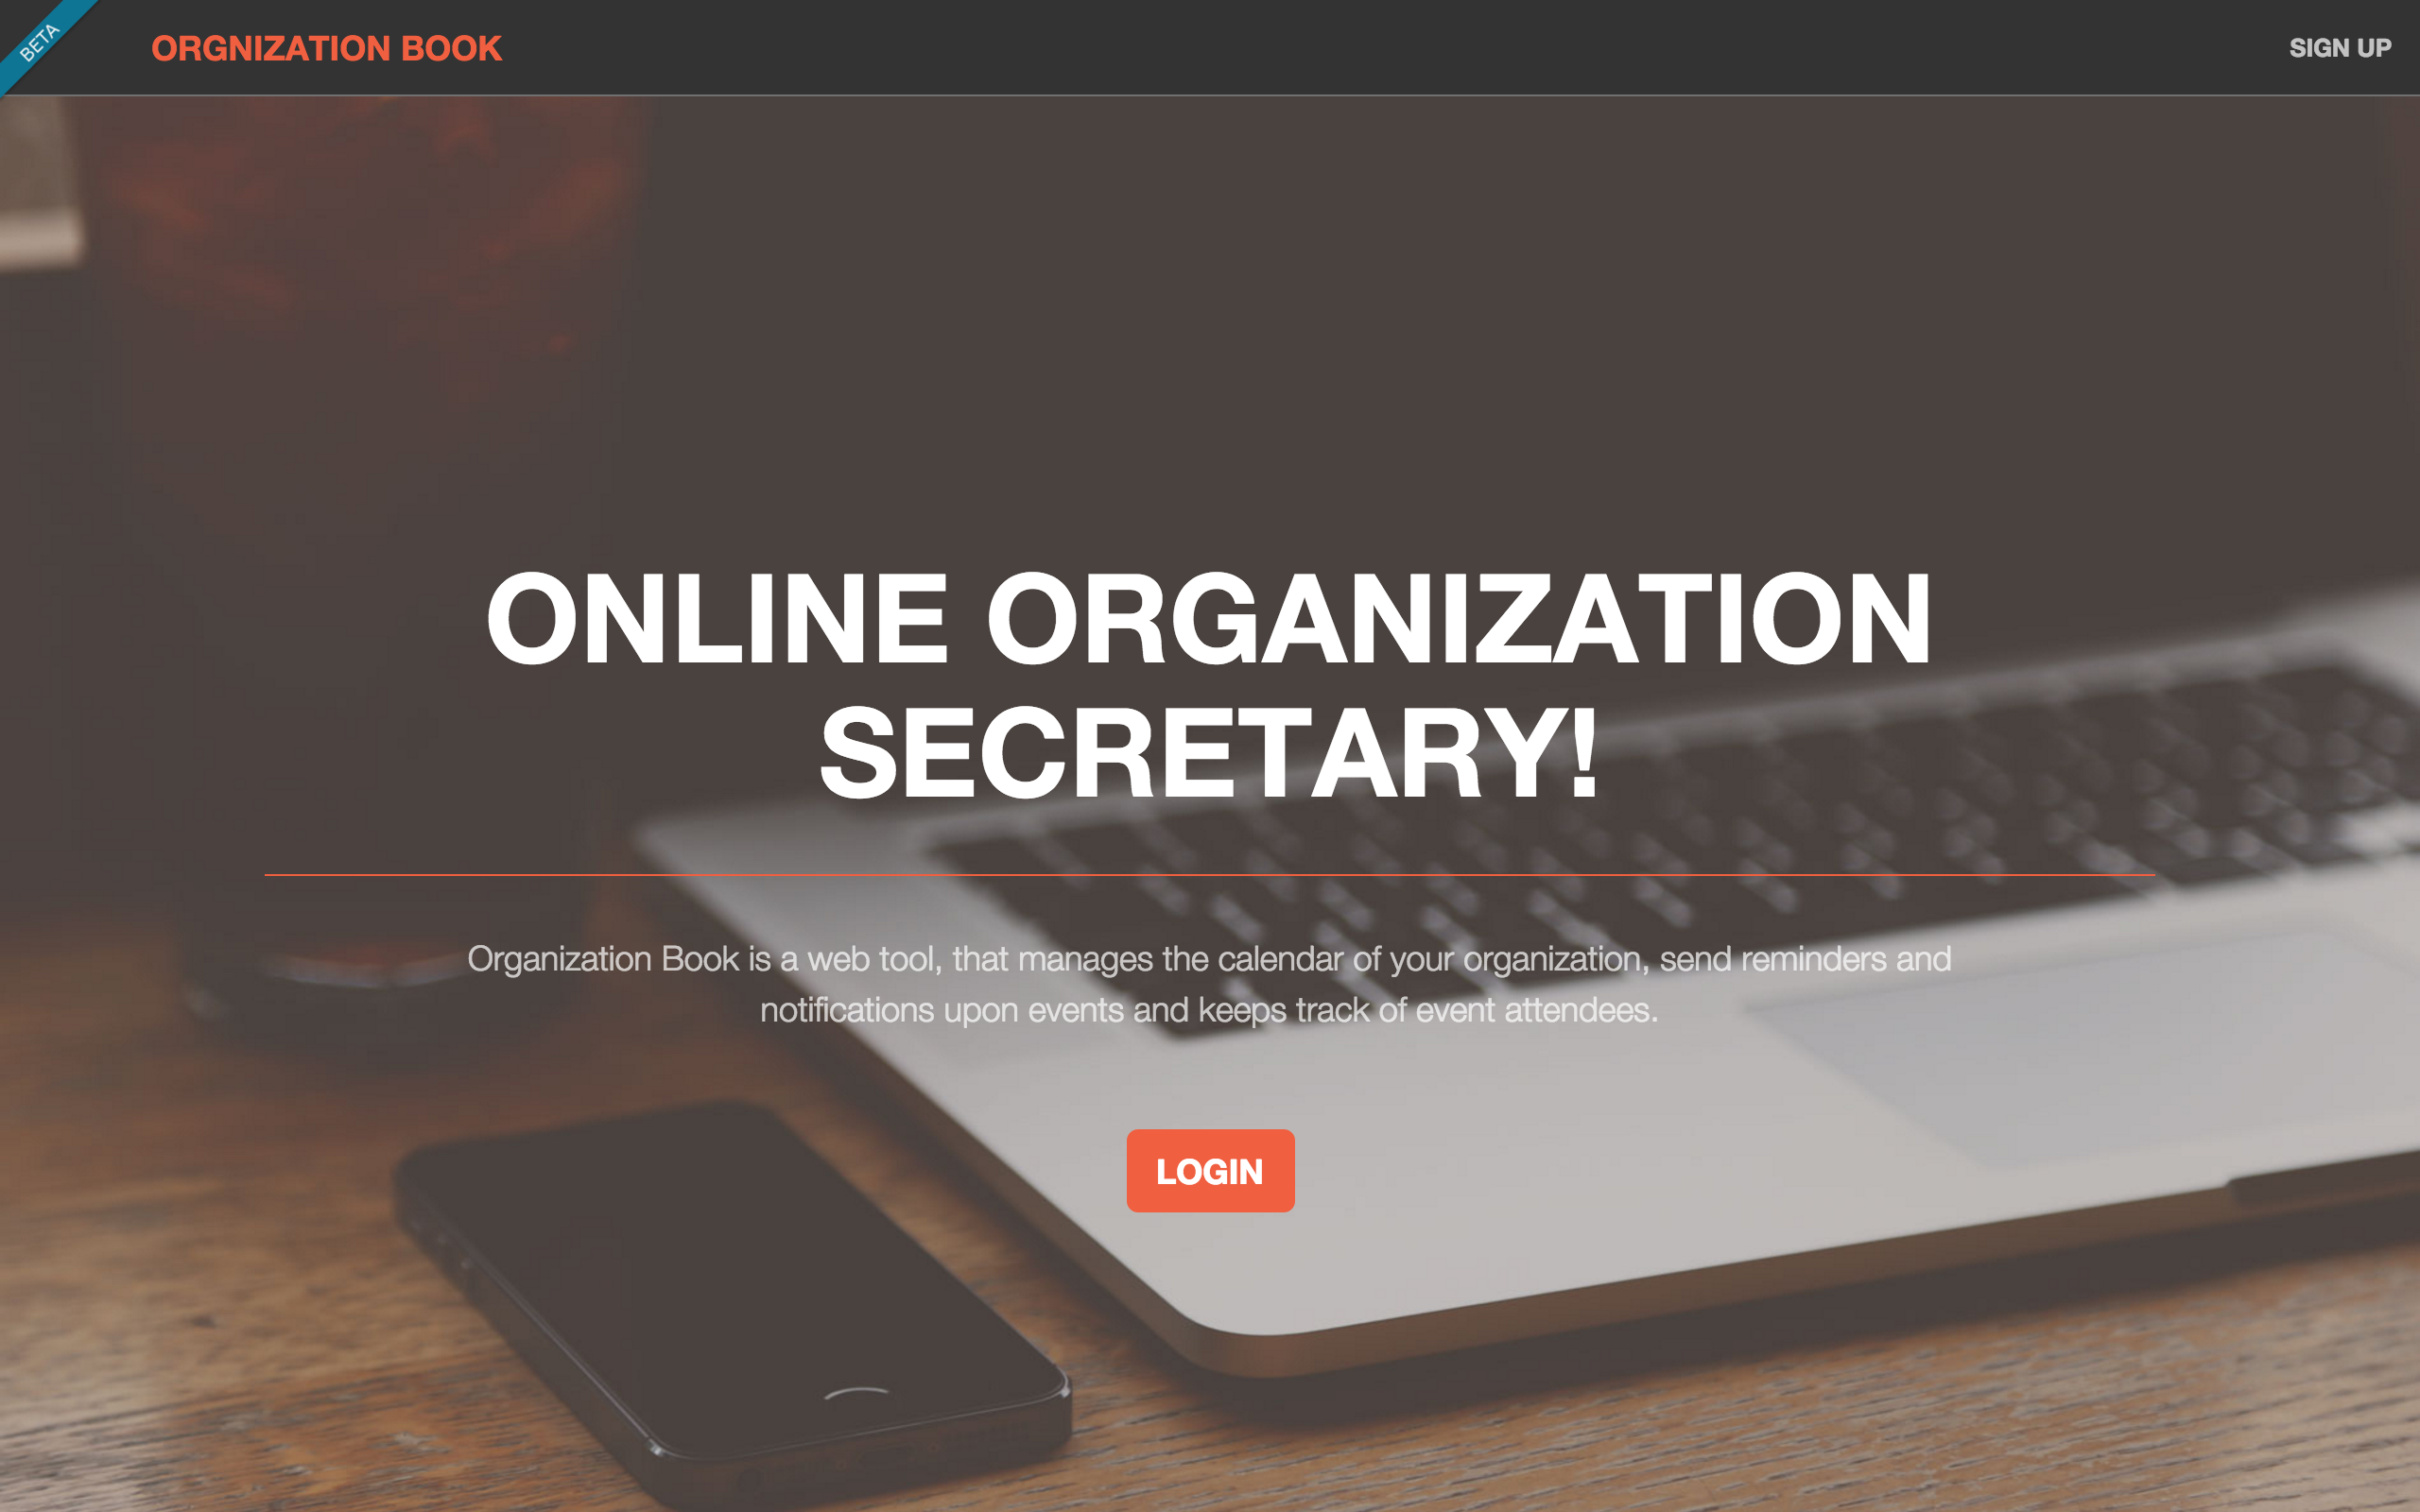 BETA
ORGNIZATION BOOK
SIGN UP
ONLINE ORGANIZATION
SECRETARY!
Organization Book is a web tool, that manages the calendar of your organization, send reminders and
notifications upon events and keeps track of event attendees.
LOGIN